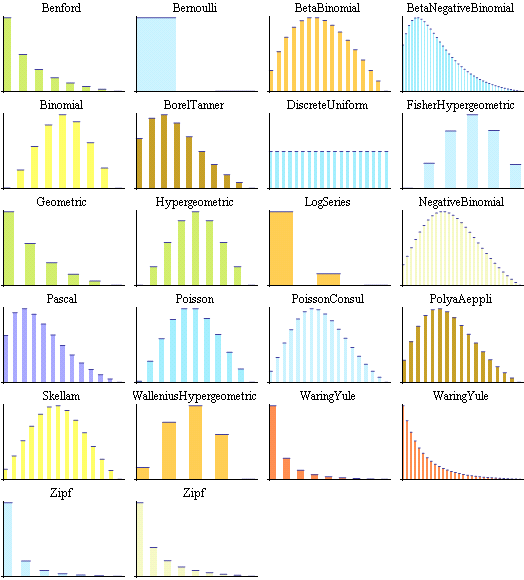 Benford
Bernoulli
BetaBinomial
BetaNegativeBinomial
Binomial
BorelTanner
DiscreteUniform
FisherHypergeometric
Geometric
Hypergeometric
LogSeries
NegativeBinomial
Pascal
Poisson
PoissonConsul
PolyaAeppli
Skellam
WalleniusHypergeometric
WaringYule
WaringYule
Zipf
Zipf